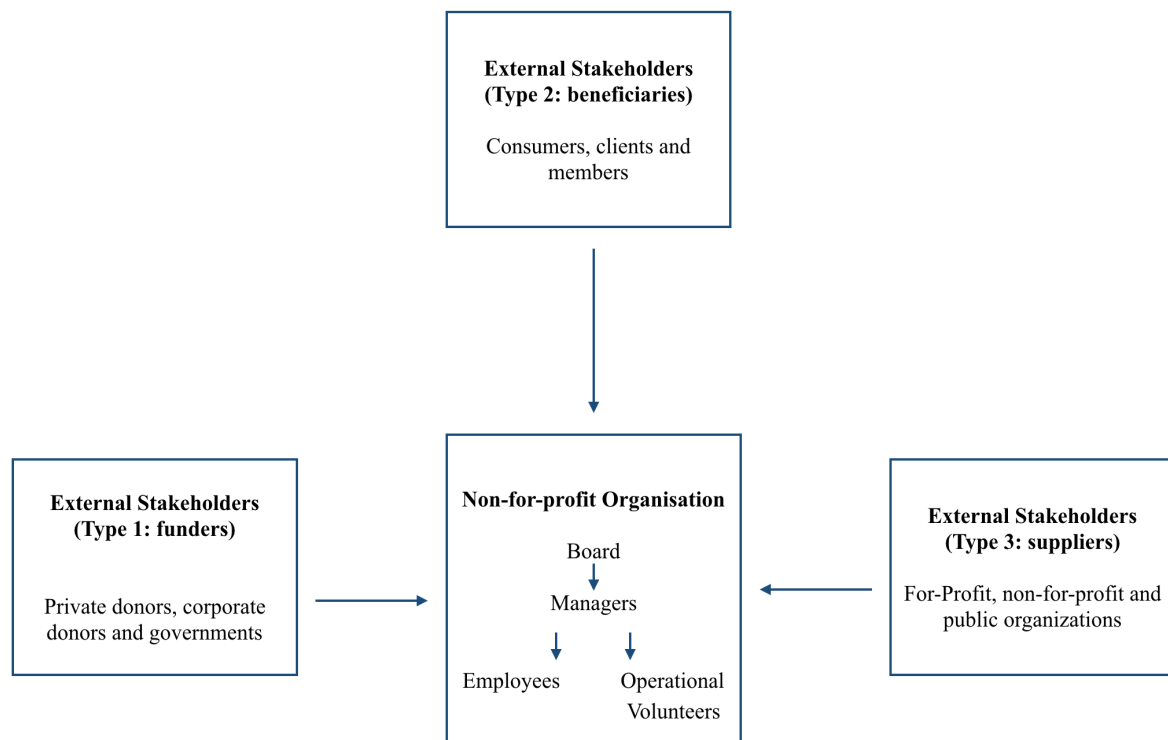 External Stakeholders
(Type 2: beneficiaries)
Consumers, clients and
members
External Stakeholders
(Type 1: funders)
Private donors, corporate
donors and governments
Non-for-profit Organisation
Board
Managers
Employees
Operational
Volunteers
External Stakeholders
(Type 3: suppliers)
For-Profit, non-for-profit and
public organizations